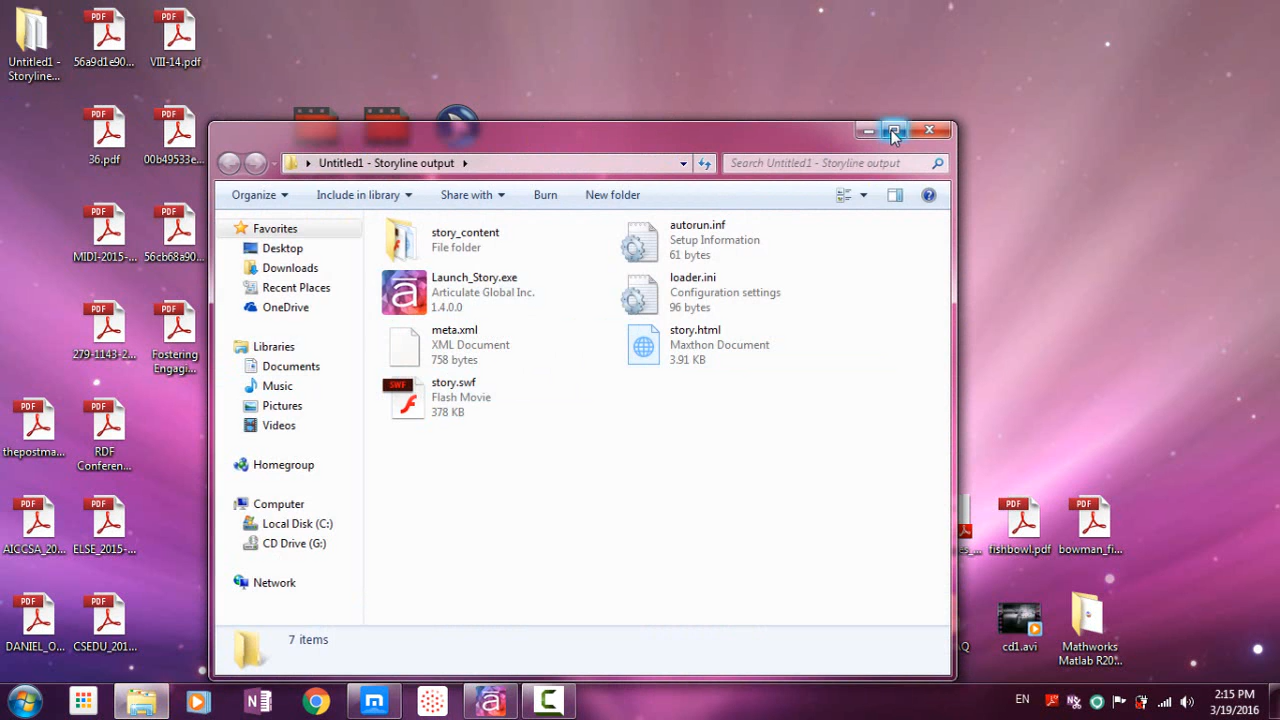 Untitled1 -
Storyline...
56a9d1e90...
VIII-14.pdf
36.pdf
00b49533e...
MIDI-2015-...
56cb68a90...
279-1143-2...
Fostering
Engagi...
thepostma...
RDF
Conferen...
AICCSA_20...
ELSE_2015-...
DANIEL_O...
CSEDU_201...
Untitled1 - Storyline output
Search Untitled1 - Storyline output
Organize
Include in library
Share with
Burn
New folder
Favorites
Desktop
Downloads
Recent Places
OneDrive
Libraries
Documents
Music
Pictures
Videos
Homegroup
Computer
Local Disk (C:)
CD Drive (G:)
Network
story_content
File folder
autorun.inf
Setup Information
61 bytes
Launch_Story.exe
Articulate Global Inc.
1.4.0.0
loader.ini
Configuration settings
96 bytes
meta.xml
XML Document
758 bytes
story.html
Maxthon Document
3.91 KB
SWF
story.swf
Flash Movie
378 KB
7 items
fishbowl.pdf
bowman_fi...
cd1.avi
Mathworks
Matlab R20...
EN
2:15 PM
3/19/2016